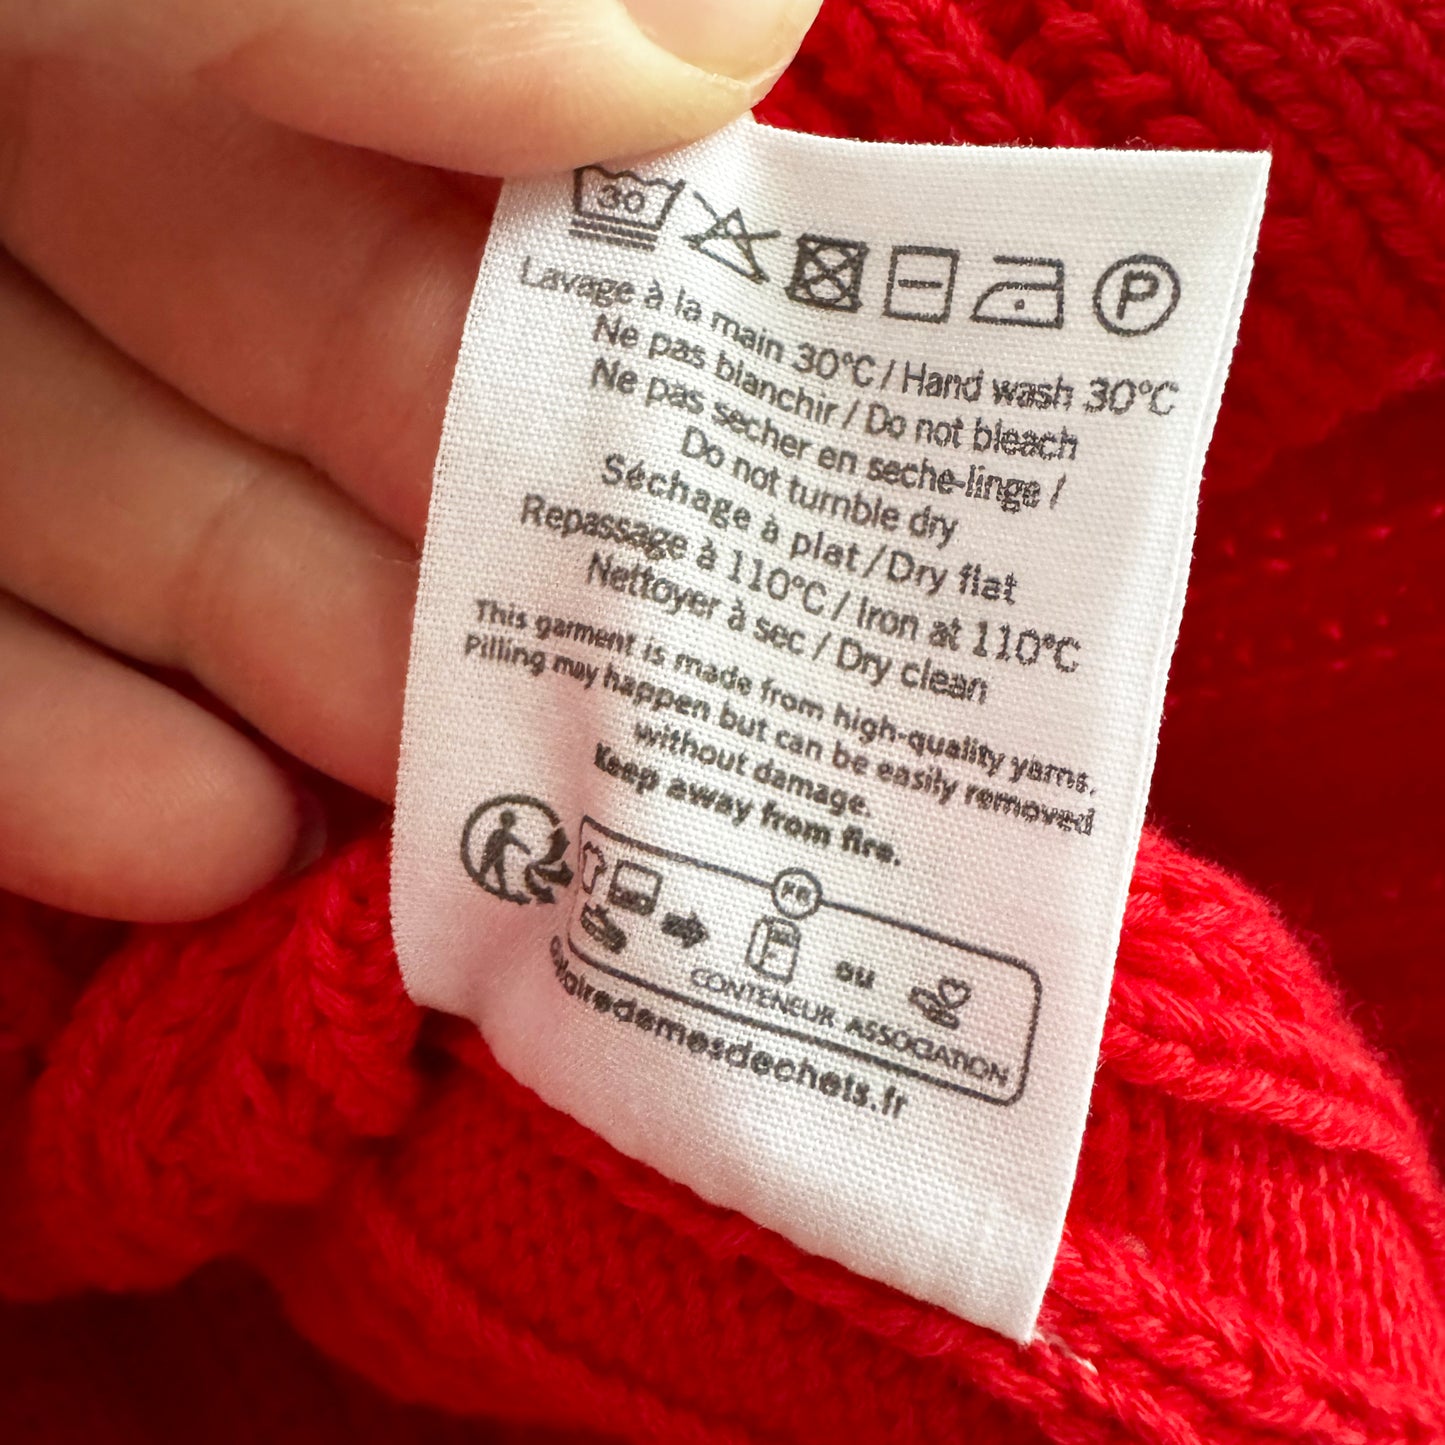 30
P
Lavage à la main 30°C / Hand wash 30°C
Ne pas blanchir / Do not bleach
Ne pas secher en seche-linge /
Do not tumble dry
Séchage à plat / Dry flat
Repassage à 110°C / Iron at 110°C
Nettoyer à sec / Dry clean
This garment is made from high-quality yarns.
Pilling may happen but can be easily removed
without damage.
Keep away from fire.
FR
ou
CONTENEUR ASSOCIATION
quefairedemesdechets.fr